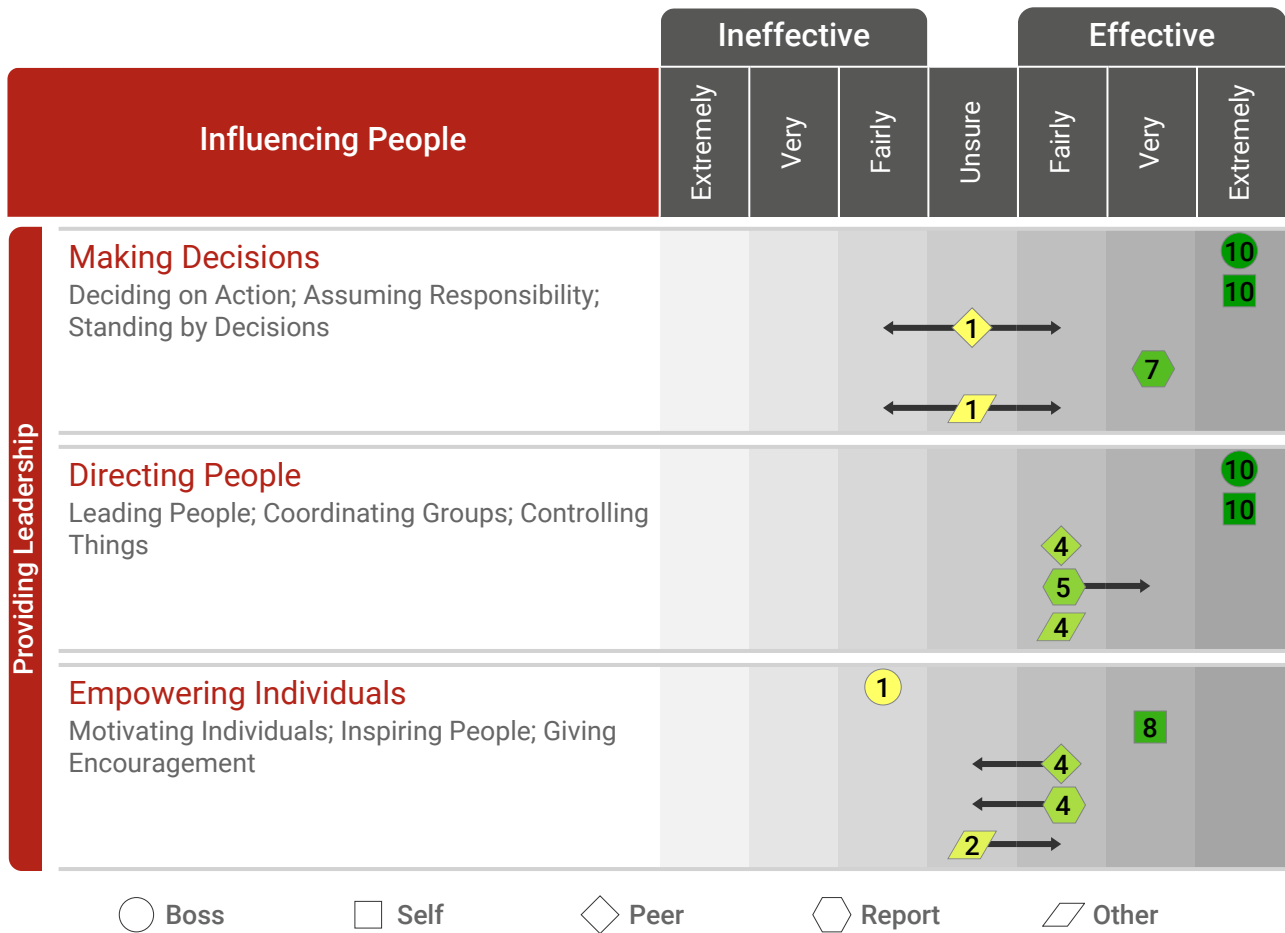 Ineffective
Effective
Influencing People
Extremely
Very
Fairly
Unsure
Fairly
Very
Extremely
Providing Leadership
Making Decisions
Deciding on Action; Assuming Responsibility;
Standing by Decisions
10
10
1
7
1
Directing People
Leading People; Coordinating Groups; Controlling
Things
10
10
4
5
4
Empowering Individuals
Motivating Individuals; Inspiring People; Giving
Encouragement
1
8
4
4
2
Boss
Self
Peer
Report
Other